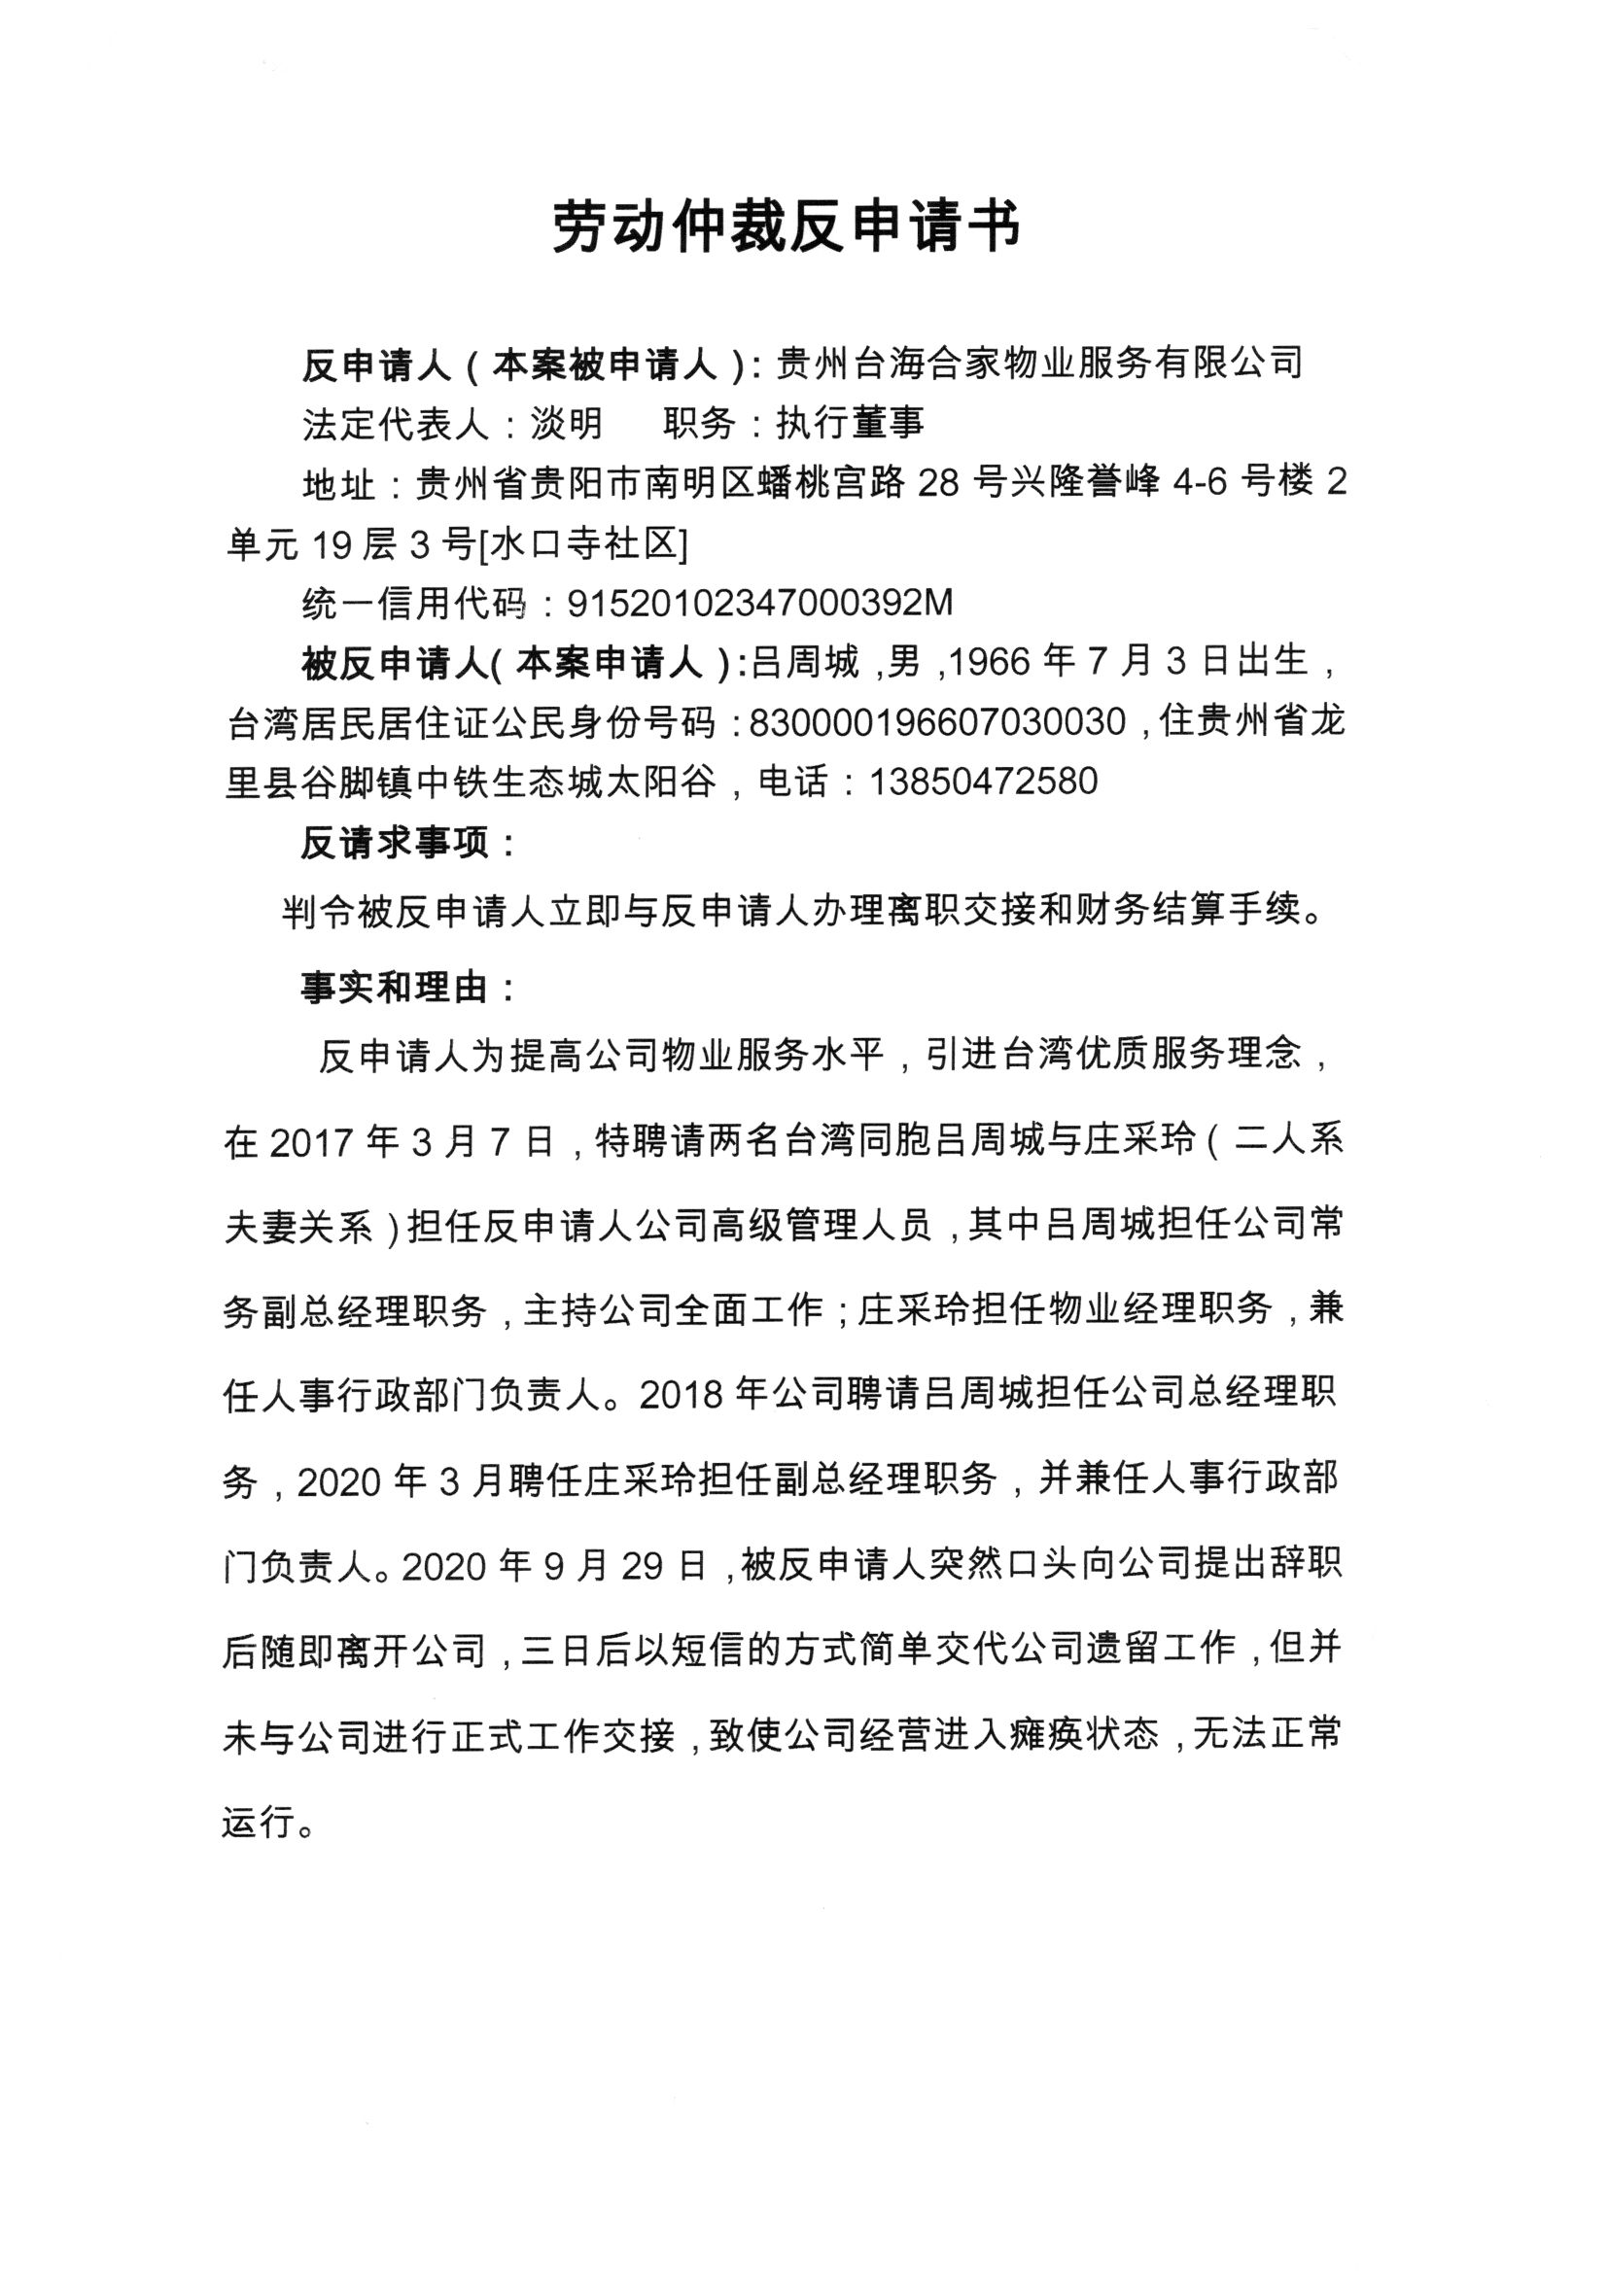 劳动仲裁反申请书
反申请人（本案被申请人）：贵州台海合家物业服务有限公司
法定代表人：淡明 职务：执行董事
地址：贵州省贵阳市南明区蟠桃宫路 28 号兴隆誉峰 4-6 号楼 2
单元 19 层 3 号[水口寺社区]
统一信用代码：91520102347000392M
被反申请人（本案申请人）：吕周城，男，1966 年 7 月 3 日出生，
台湾居民居住证公民身份号码：830000196607030030，住贵州省龙
里县谷脚镇中铁生态城太阳谷，电话：13850472580
反请求事项：
判令被反申请人立即与反申请人办理离职交接和财务结算手续。
事实和理由：
反申请人为提高公司物业服务水平，引进台湾优质服务理念，
在 2017 年 3 月 7 日，特聘请两名台湾同胞吕周城与庄采玲（二人系
夫妻关系）担任反申请人公司高级管理人员，其中吕周城担任公司常
务副总经理职务，主持公司全面工作；庄采玲担任物业经理职务，兼
任人事行政部门负责人。2018 年公司聘请吕周城担任公司总经理职
务，2020 年 3 月聘任庄采玲担任副总经理职务，并兼任人事行政部
门负责人。2020 年 9 月 29 日，被反申请人突然口头向公司提出辞职
后随即离开公司，三日后以短信的方式简单交代公司遗留工作，但并
未与公司进行正式工作交接，致使公司经营进入瘫痪状态，无法正常
运行。